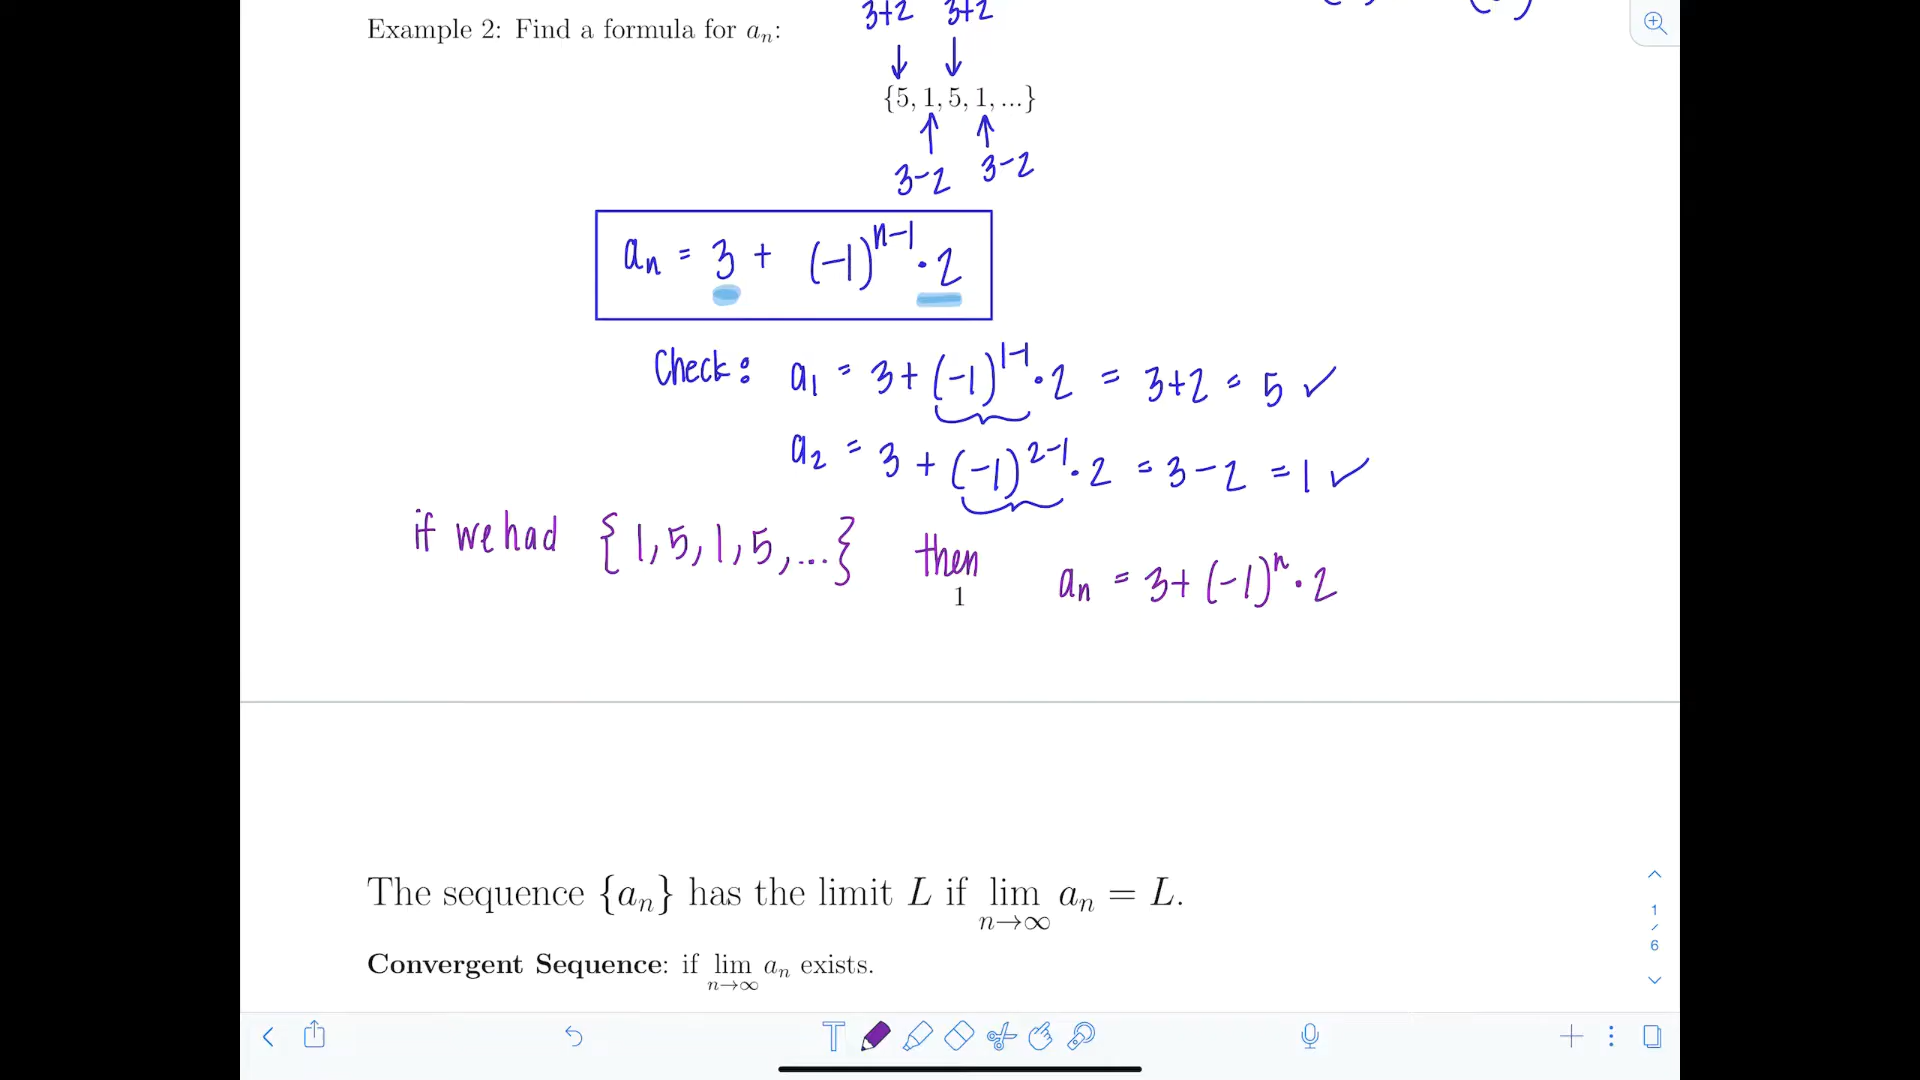 3+2 3+2
Example 2: Find a formula for aₙ:
{5, 1, 5, 1, ...}
3-2 3-2
aₙ = 3 + (-1)ⁿ⁻¹ · 2
Check: a₁ = 3 + (-1)¹⁻¹ · 2 = 3+2 = 5 ✓
a₂ = 3 + (-1)²⁻¹ · 2 = 3 - 2 = 1 ✓
if we had {1, 5, 1, 5, ...} then aₙ = 3 + (-1)ⁿ · 2
1
The sequence {aₙ} has the limit L if lim n→∞ aₙ = L.
Convergent Sequence: if lim n→∞ aₙ exists.
1
/
6
T